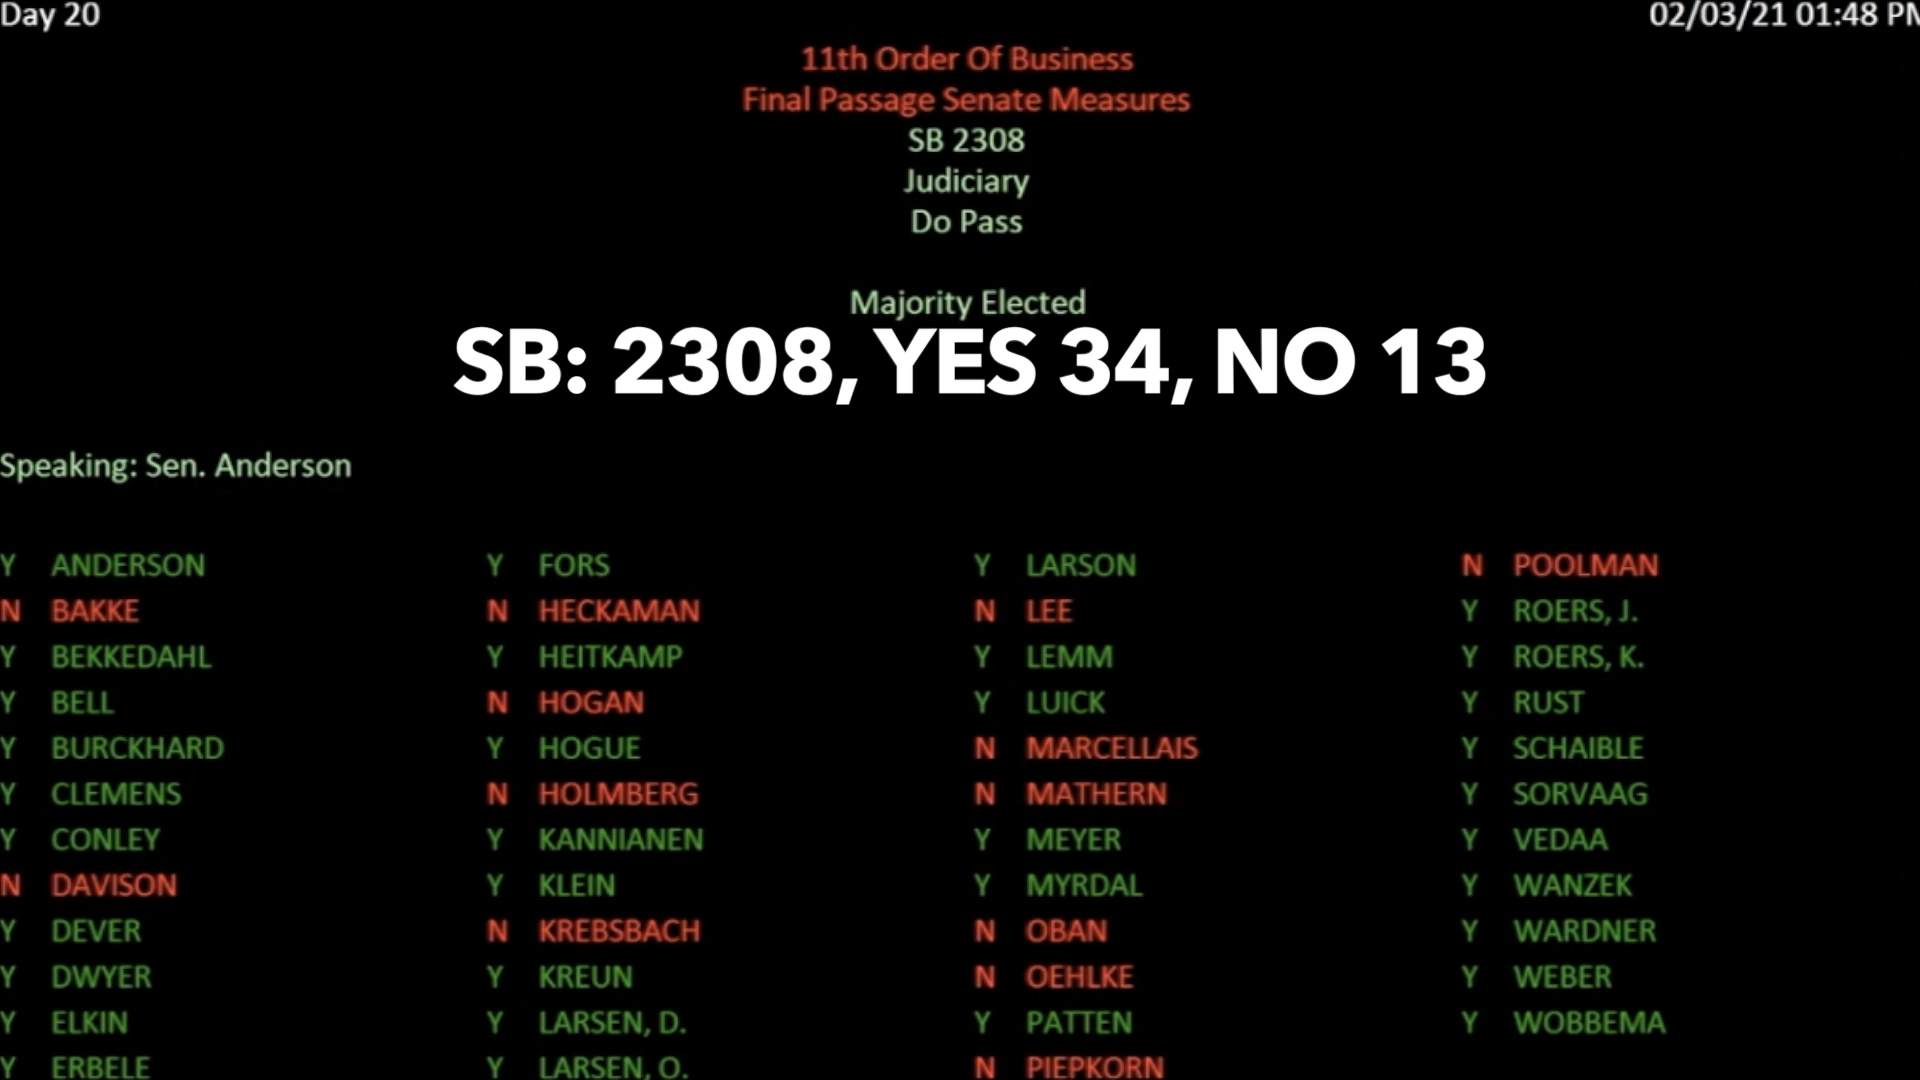 Day 20
02/03/21 01:48 PM
11th Order Of Business
Final Passage Senate Measures
SB 2308
Judiciary
Do Pass
Majority Elected
SB: 2308, YES 34, NO 13
Speaking: Sen. Anderson
Y ANDERSON Y FORS Y LARSON N POOLMAN
N BAKKE N HECKAMAN N LEE Y ROERS, J.
Y BEKKEDAHL Y HEITKAMP Y LEMM Y ROERS, K.
Y BELL N HOGAN Y LUICK Y RUST
Y BURCKHARD Y HOGUE N MARCELLAIS Y SCHAIBLE
Y CLEMENS N HOLMBERG N MATHERN Y SORVAAG
Y CONLEY Y KANNIANEN Y MEYER Y VEDAA
N DAVISON Y KLEIN Y MYRDAL Y WANZEK
Y DEVER N KREBSBACH N OBAN Y WARDNER
Y DWYER Y KREUN N OEHLKE Y WEBER
Y ELKIN Y LARSEN, D. Y PATTEN Y WOBBEMA
Y ERBELE Y LARSEN, O. N PIEPKORN